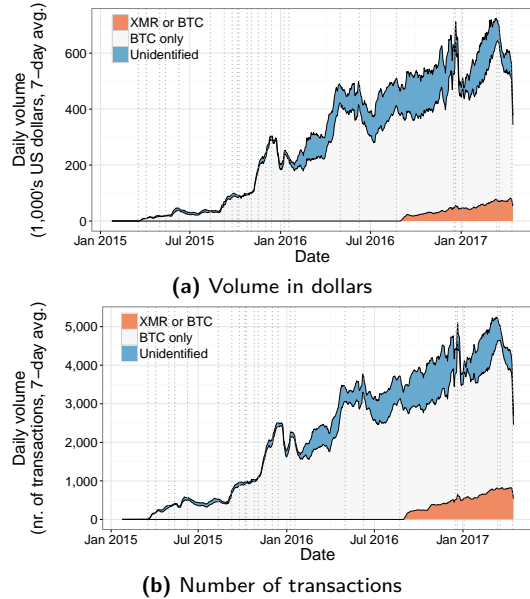 XMR or BTC
BTC only
Unidentified
Daily volume
(1,000's US dollars, 7−day avg.)
600
400
200
0
Jan 2015
Jul 2015
Jan 2016
Jul 2016
Jan 2017
Date
(a) Volume in dollars
XMR or BTC
BTC only
Unidentified
Daily volume
(nr. of transactions, 7−day avg.)
5,000
4,000
3,000
2,000
1,000
0
Jan 2015
Jul 2015
Jan 2016
Jul 2016
Jan 2017
Date
(b) Number of transactions